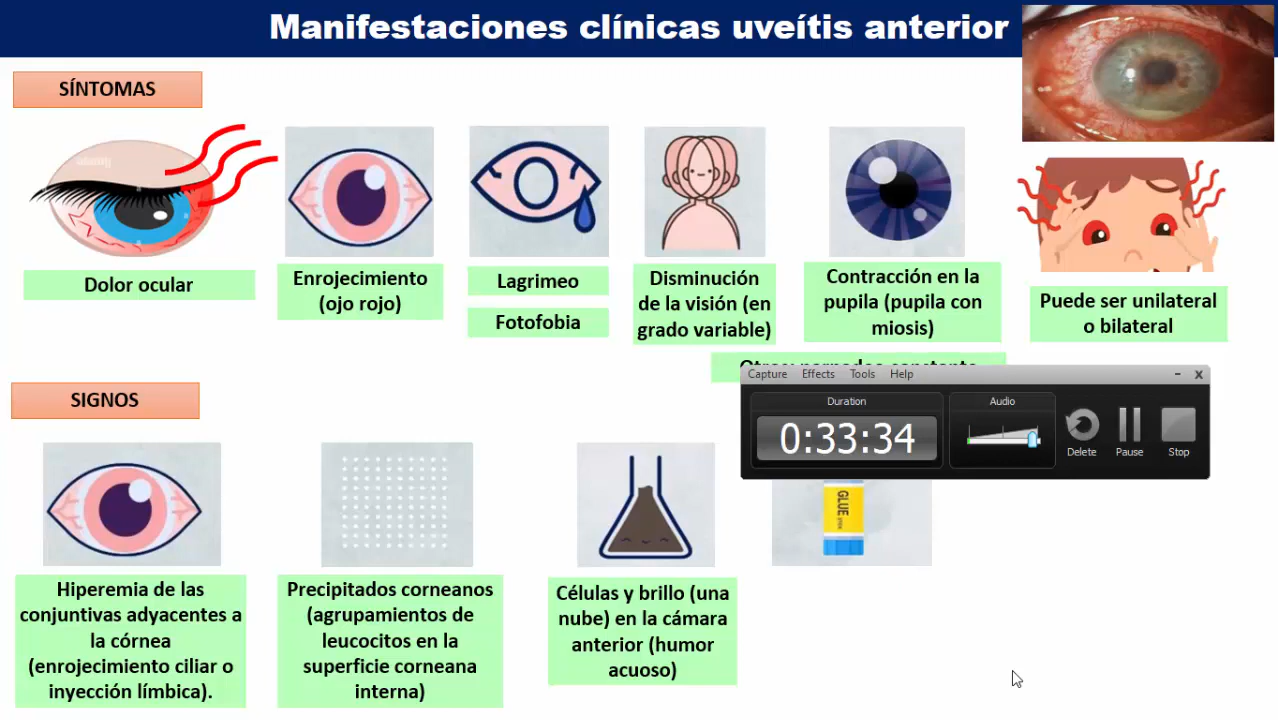 Manifestaciones clínicas uveítis anterior
SÍNTOMAS
Dolor ocular
Enrojecimiento
(ojo rojo)
Lagrimeo
Fotofobia
Disminución
de la visión (en
grado variable)
Contracción en la
pupila (pupila con
miosis)
Puede ser unilateral
o bilateral
Capture Effects Tools Help
Duration
0:33:34
Audio
Delete
Pause
Stop
SIGNOS
GLUE
Hiperemia de las
conjuntivas adyacentes a
la córnea
(enrojecimiento ciliar o
inyección límbica).
Precipitados corneanos
(agrupamientos de
leucocitos en la
superficie corneana
interna)
Células y brillo (una
nube) en la cámara
anterior (humor
acuoso)